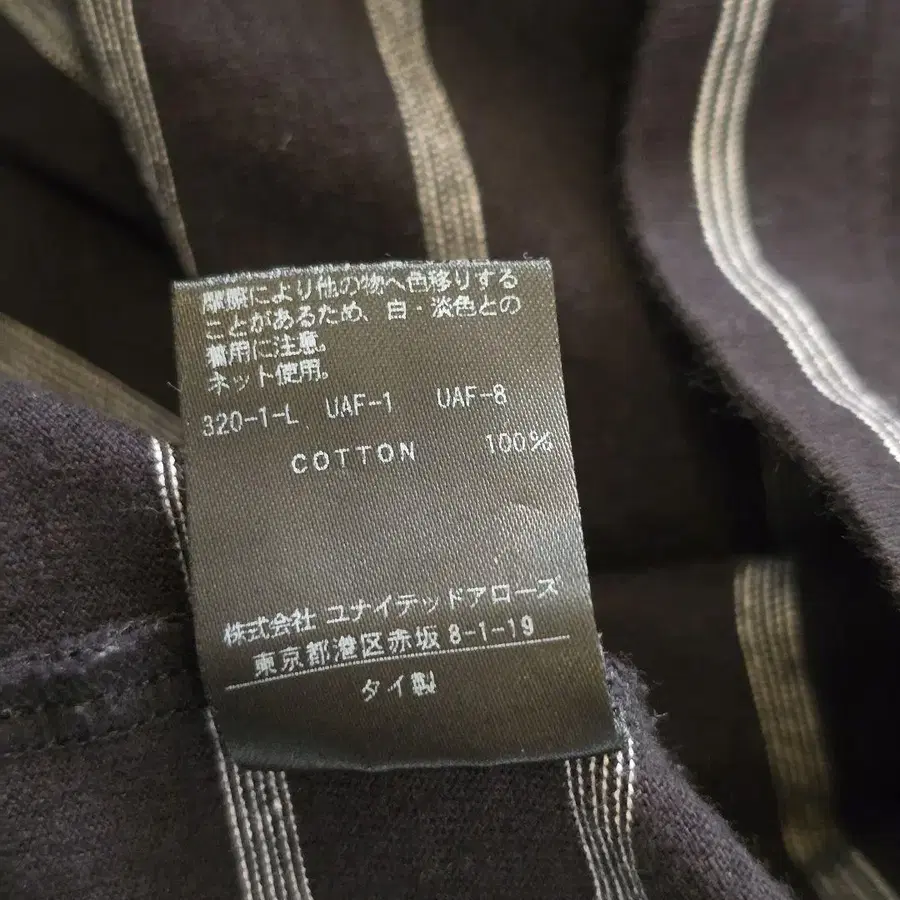 摩擦により他の物へ色移りする
ことがあるため、白・淡色との
着用に注意。
ネット使用。
320-1-L UAF-1 UAF-8
COTTON 100%
株式会社 ユナイテッドアローズ
東京都港区赤坂 8-1-19
タイ製